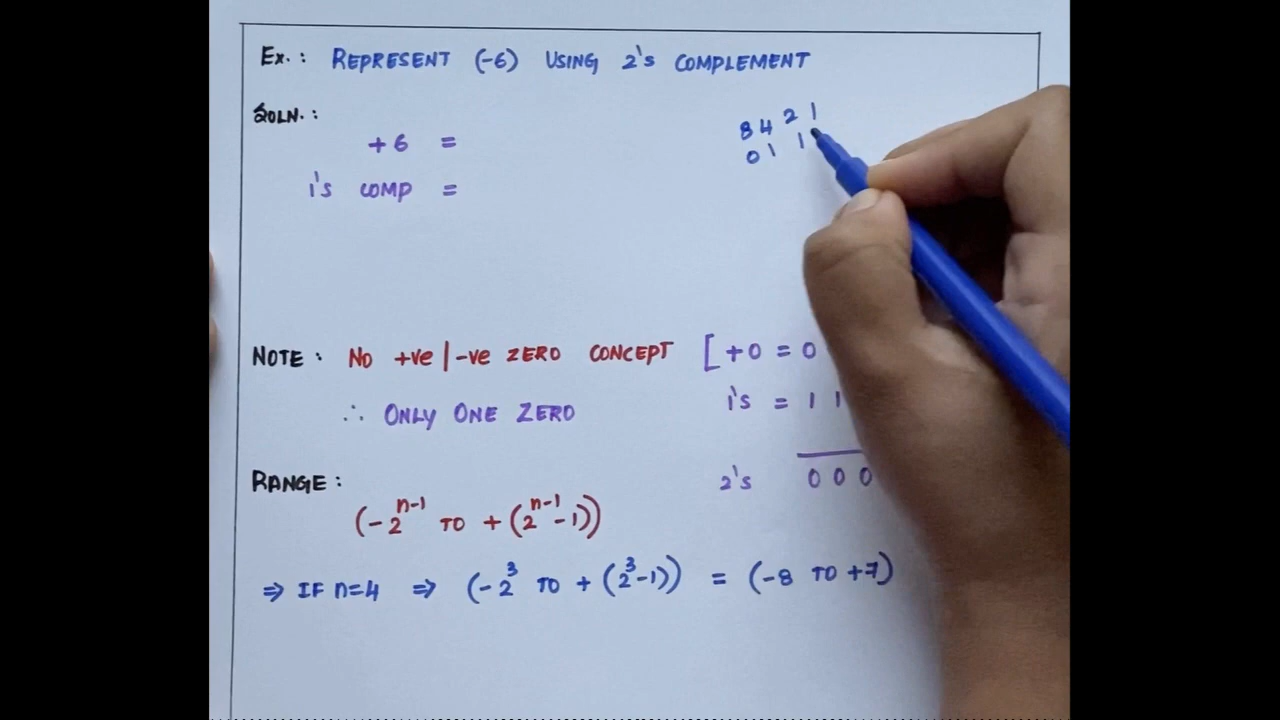 Ex. : REPRESENT (-6) USING 2's COMPLEMENT
SOLN. :
8 4 2 1
0 1 1
+6 =
1's COMP =
NOTE : NO +ve | -ve ZERO CONCEPT [ +0 = 0
1's = 1 1
∴ ONLY ONE ZERO
2's 0 0 0
RANGE :
(-2^{n-1} TO +(2^{n-1}-1))
⇒ IF n=4 ⇒ (-2^3 TO +(2^3-1)) = (-8 TO +7)